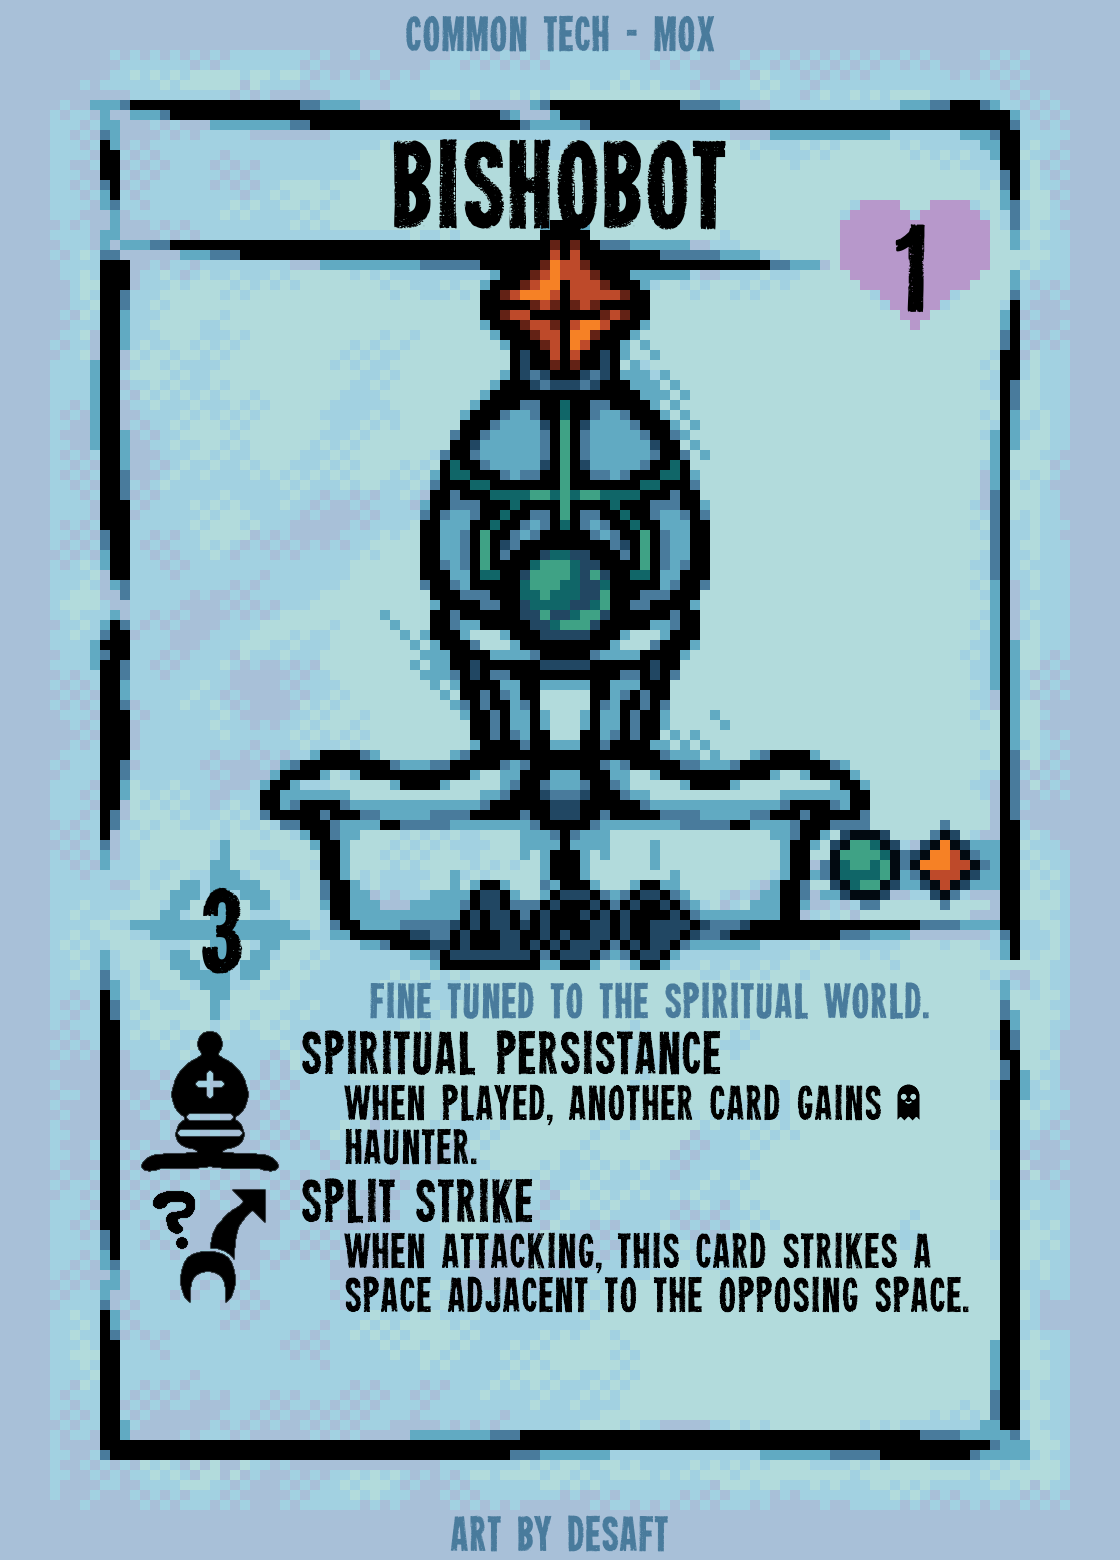 COMMON TECH - MOX
BISHOBOT
1
3
FINE TUNED TO THE SPIRITUAL WORLD.
SPIRITUAL PERSISTANCE
WHEN PLAYED, ANOTHER CARD GAINS
HAUNTER.
?
SPLIT STRIKE
WHEN ATTACKING, THIS CARD STRIKES A
SPACE ADJACENT TO THE OPPOSING SPACE.
ART BY DESAFT